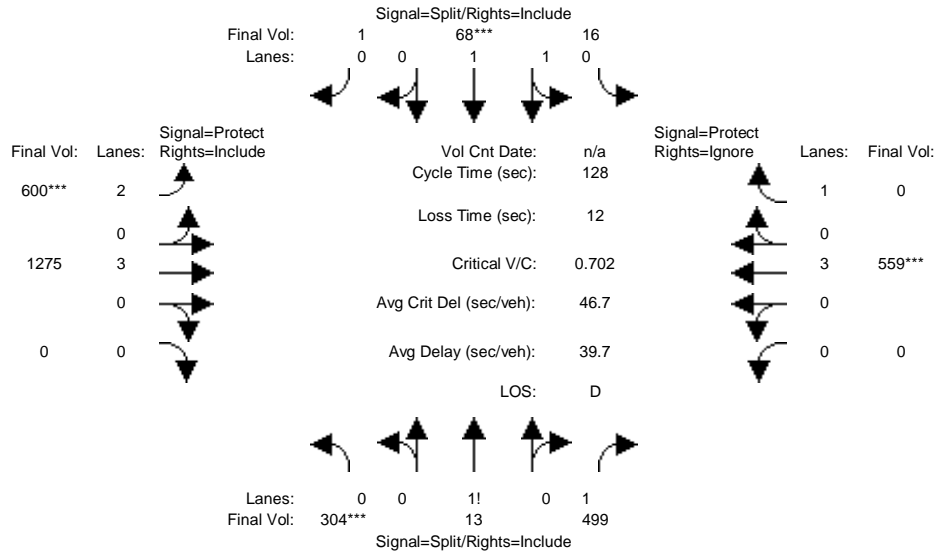 Signal=Split/Rights=Include
Final Vol: 1 68*** 16
Lanes: 0 0 1 1 0
Signal=Protect Signal=Protect
Final Vol: Lanes: Rights=Include Vol Cnt Date: n/a Rights=Ignore Lanes: Final Vol:
Cycle Time (sec): 128
600*** 2 1 0
Loss Time (sec): 12
0 0
1275 3 Critical V/C: 0.702 3 559***
0 Avg Crit Del (sec/veh): 46.7 0
0 0 Avg Delay (sec/veh): 39.7 0 0
LOS: D
Lanes: 0 0 1! 0 1
Final Vol: 304*** 13 499
Signal=Split/Rights=Include